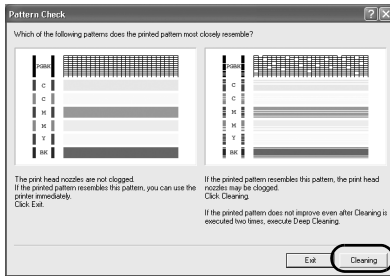 Pattern Check
Which of the following patterns does the printed pattern most closely resemble?
PGBK
C
C
M
M
Y
BK
PGBK
C
C
M
M
Y
BK
The print head nozzles are not clogged.
If the printed pattern resembles this pattern, you can use the
printer immediately.
Click Exit.
If the printed pattern resembles this pattern, the print head
nozzles may be clogged.
Click Cleaning.
If the printed pattern does not improve even after Cleaning is
executed two times, execute Deep Cleaning.
Exit
Cleaning